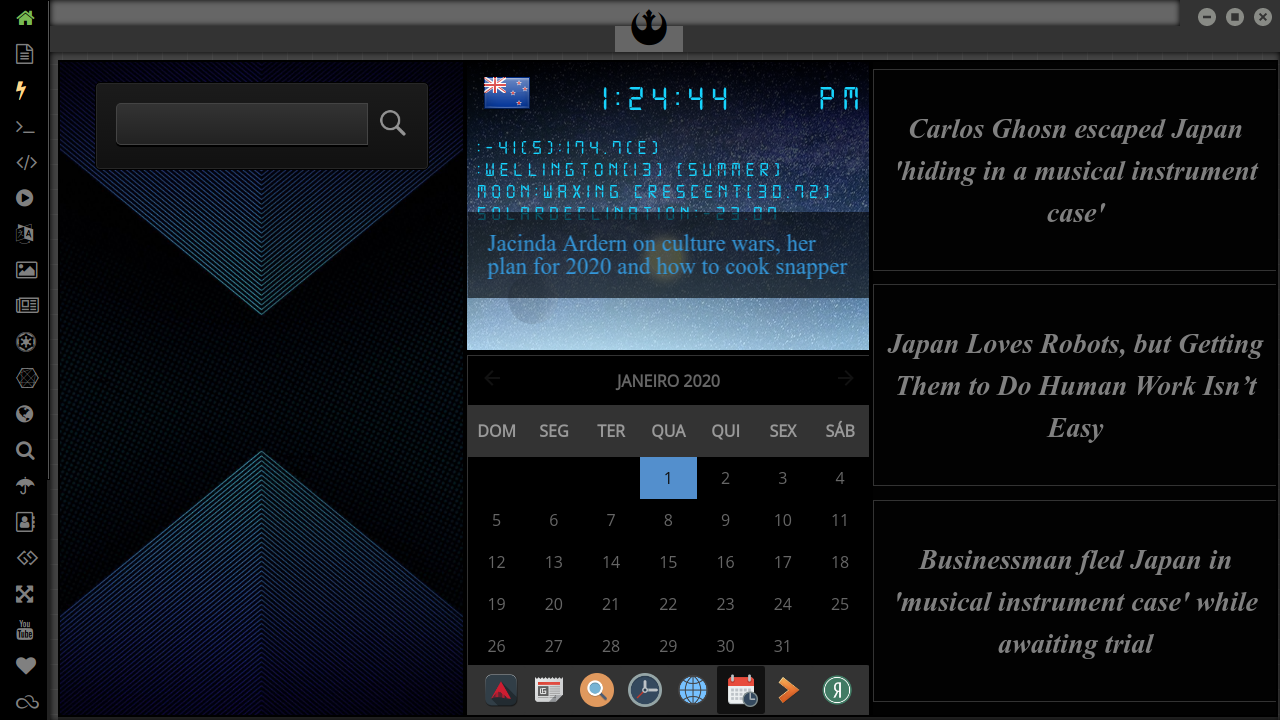 1:24:44 PM
:-41(S):174.7(E)
:WELLINGTON(13) (SUMMER)
MOON:WAXING CRESCENT(30 %2)
Jacinda Ardern on culture wars, her
plan for 2020 and how to cook snapper
JANEIRO 2020
DOM SEG TER QUA QUI SEX SÁB
1 2 3 4
5 6 7 8 9 10 11
12 13 14 15 16 17 18
19 20 21 22 23 24 25
26 27 28 29 30 31
Carlos Ghosn escaped Japan
'hiding in a musical instrument
case'
Japan Loves Robots, but Getting
Them to Do Human Work Isn’t
Easy
Businessman fled Japan in
'musical instrument case' while
awaiting trial
You
Tube
Я